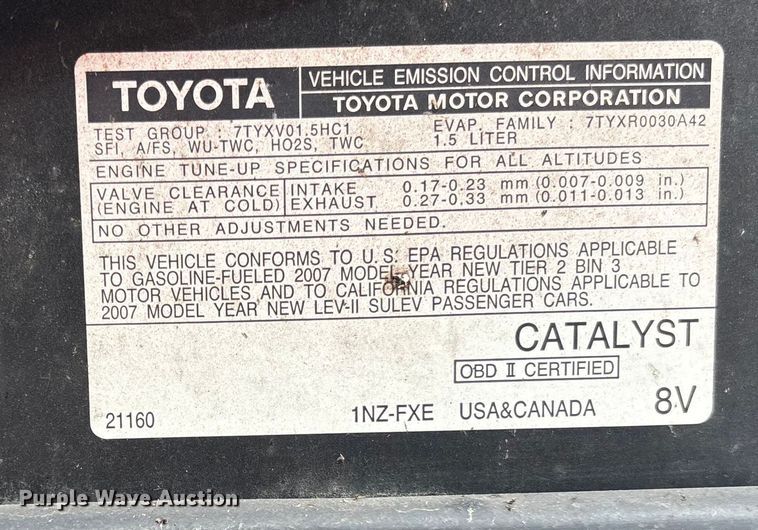 TOYOTA
VEHICLE EMISSION CONTROL INFORMATION
TOYOTA MOTOR CORPORATION
TEST GROUP : 7TYXV01.5HC1 EVAP. FAMILY : 7TYXR0030A42
SFI, A/FS, WU-TWC, HO2S, TWC 1.5 LITER
ENGINE TUNE-UP SPECIFICATIONS FOR ALL ALTITUDES
VALVE CLEARANCE INTAKE 0.17-0.23 mm (0.007-0.009 in.)
(ENGINE AT COLD) EXHAUST 0.27-0.33 mm (0.011-0.013 in.)
NO OTHER ADJUSTMENTS NEEDED.
THIS VEHICLE CONFORMS TO U.S. EPA REGULATIONS APPLICABLE
TO GASOLINE-FUELED 2007 MODEL YEAR NEW TIER 2 BIN 3
MOTOR VEHICLES AND TO CALIFORNIA REGULATIONS APPLICABLE TO
2007 MODEL YEAR NEW LEV-II SULEV PASSENGER CARS.
CATALYST
OBD II CERTIFIED
21160 1NZ-FXE USA&CANADA 8V
Purple Wave Auction